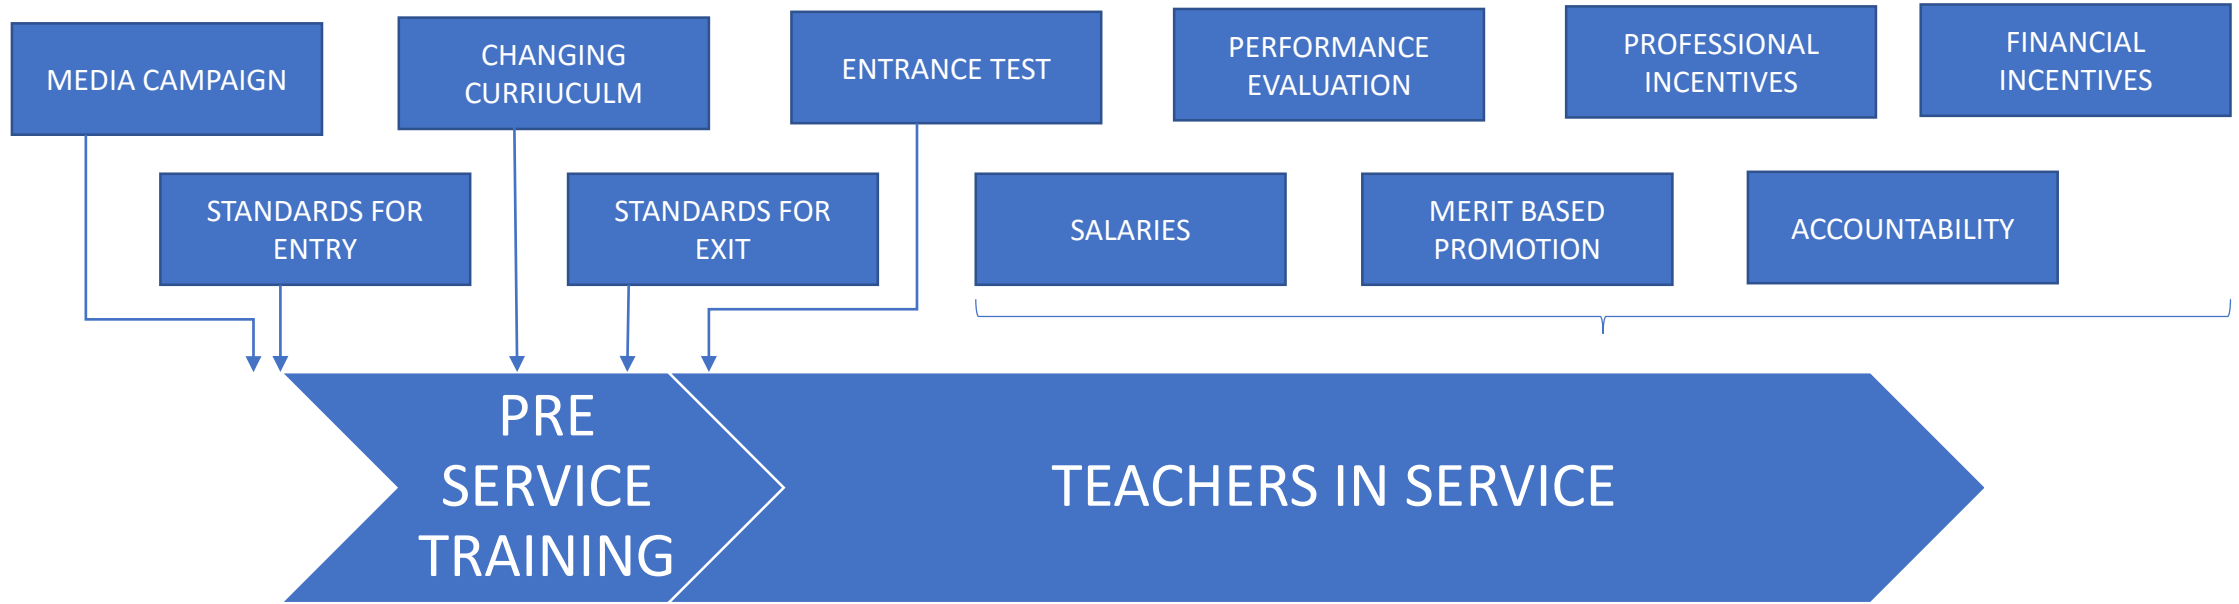 MEDIA CAMPAIGN
CHANGING
CURRIUCULM
ENTRANCE TEST
PERFORMANCE
EVALUATION
PROFESSIONAL
INCENTIVES
FINANCIAL
INCENTIVES
STANDARDS FOR
ENTRY
STANDARDS FOR
EXIT
SALARIES
MERIT BASED
PROMOTION
ACCOUNTABILITY
PRE
SERVICE
TRAINING
TEACHERS IN SERVICE